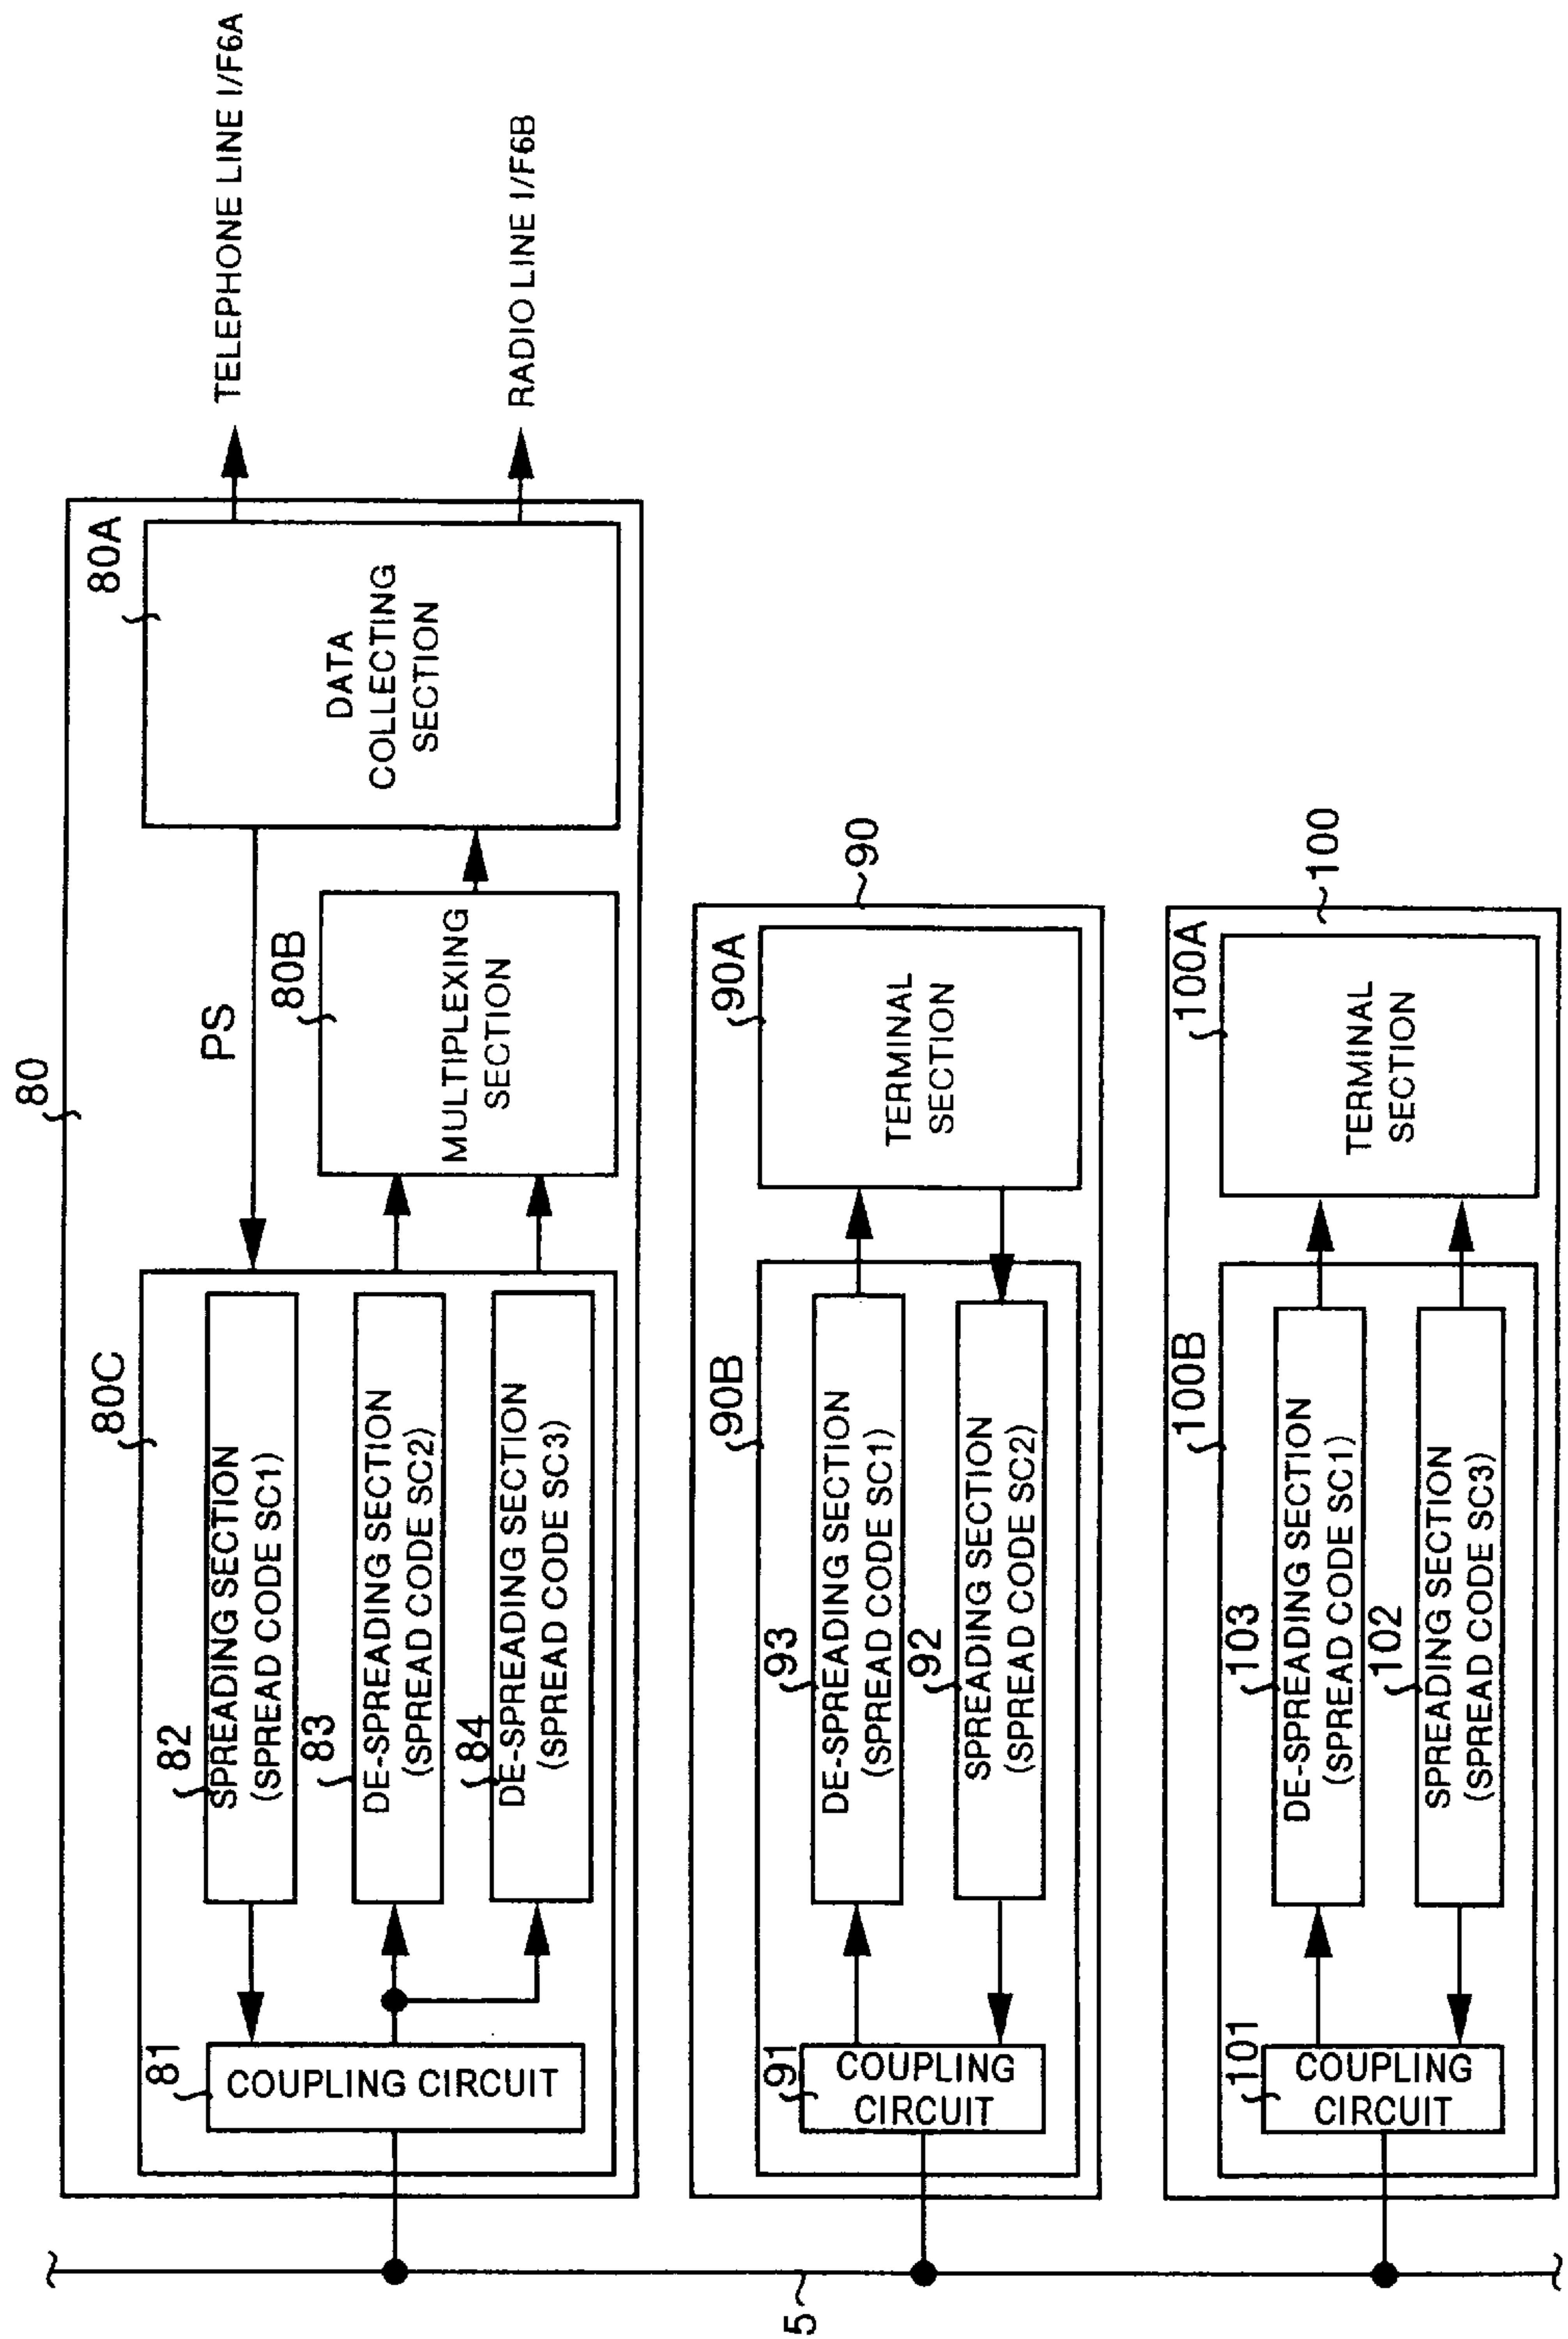 80
80C
82
SPREADING SECTION
(SPREAD CODE SC1)
83
DE-SPREADING SECTION
(SPREAD CODE SC2)
84
DE-SPREADING SECTION
(SPREAD CODE SC3)
81
COUPLING CIRCUIT
PS
80B
MULTIPLEXING
SECTION
80A
DATA
COLLECTING
SECTION
TELEPHONE LINE I/F6A
RADIO LINE I/F6B
5
90
90B
91
COUPLING
CIRCUIT
93
DE-SPREADING SECTION
(SPREAD CODE SC1)
92
SPREADING SECTION
(SPREAD CODE SC2)
90A
TERMINAL
SECTION
100
100B
101
COUPLING
CIRCUIT
103
DE-SPREADING SECTION
(SPREAD CODE SC1)
102
SPREADING SECTION
(SPREAD CODE SC3)
100A
TERMINAL
SECTION